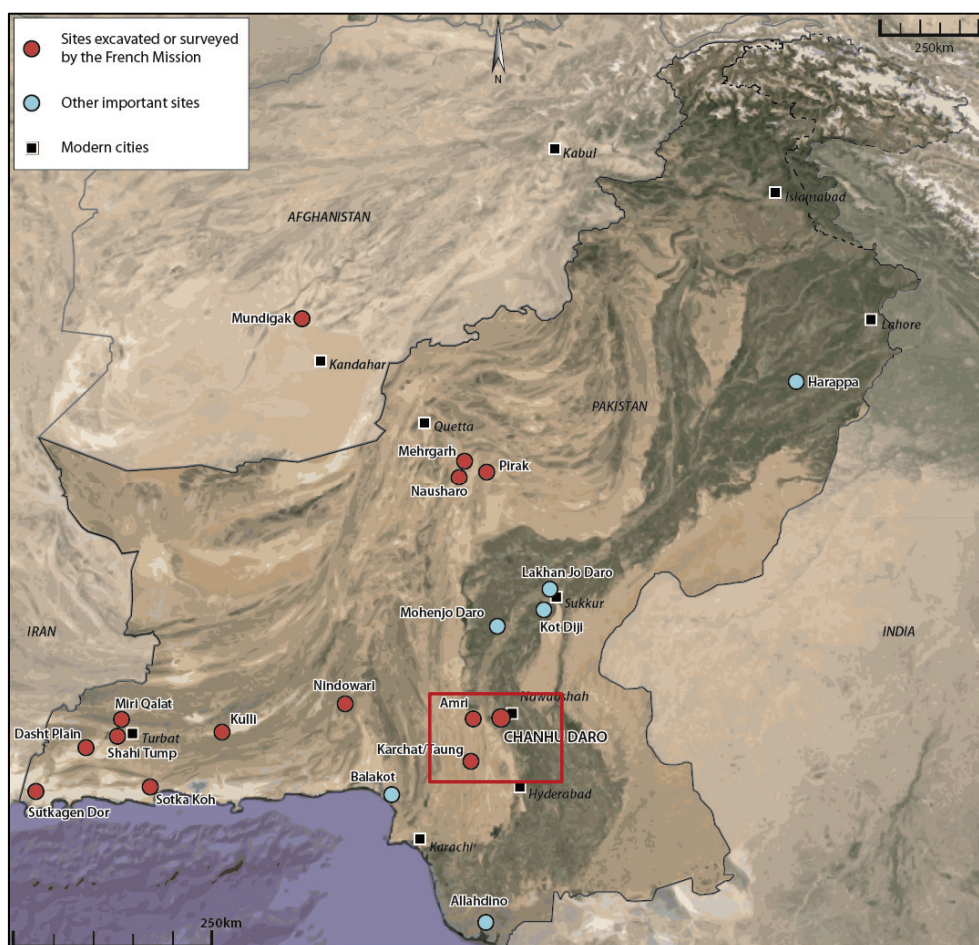 Sites excavated or surveyed
by the French Mission
Other important sites
Modern cities
250km
N
Kabul
Islamabad
AFGHANISTAN
Mundigak
Kandahar
Lahore
Harappa
PAKISTAN
Quetta
Mehrgarh
Pirak
Nausharo
Lakhan Jo Daro
Sukkur
Mohenjo Daro
Kot Diji
IRAN
INDIA
Nindowari
Nawabshah
Miri Qalat
Amri
Kulli
Dasht Plain
Turbat
CHANHU DARO
Shahi Tump
Karchat/Taung
Balakot
Hyderabad
Sutkagen Dor
Sotka Koh
Karachi
Allahdino
250km